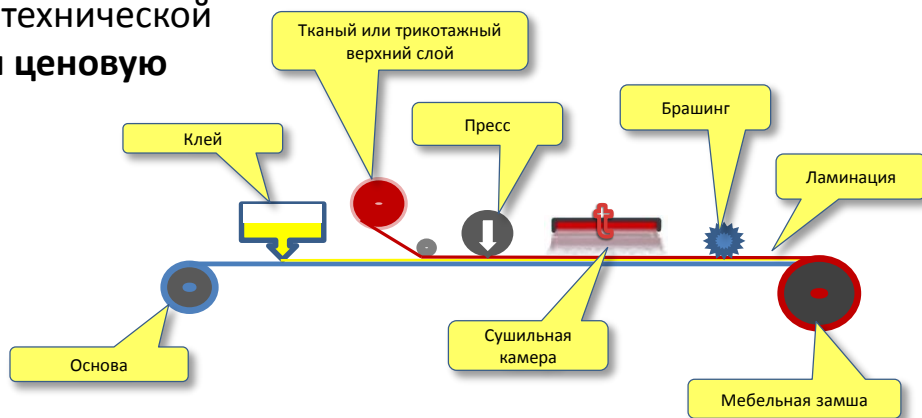 технической
ценовую
Тканый или трикотажный
верхний слой
Пресс
Брашинг
Клей
Ламинация
Сушильная
камера
Основа
Мебельная замша